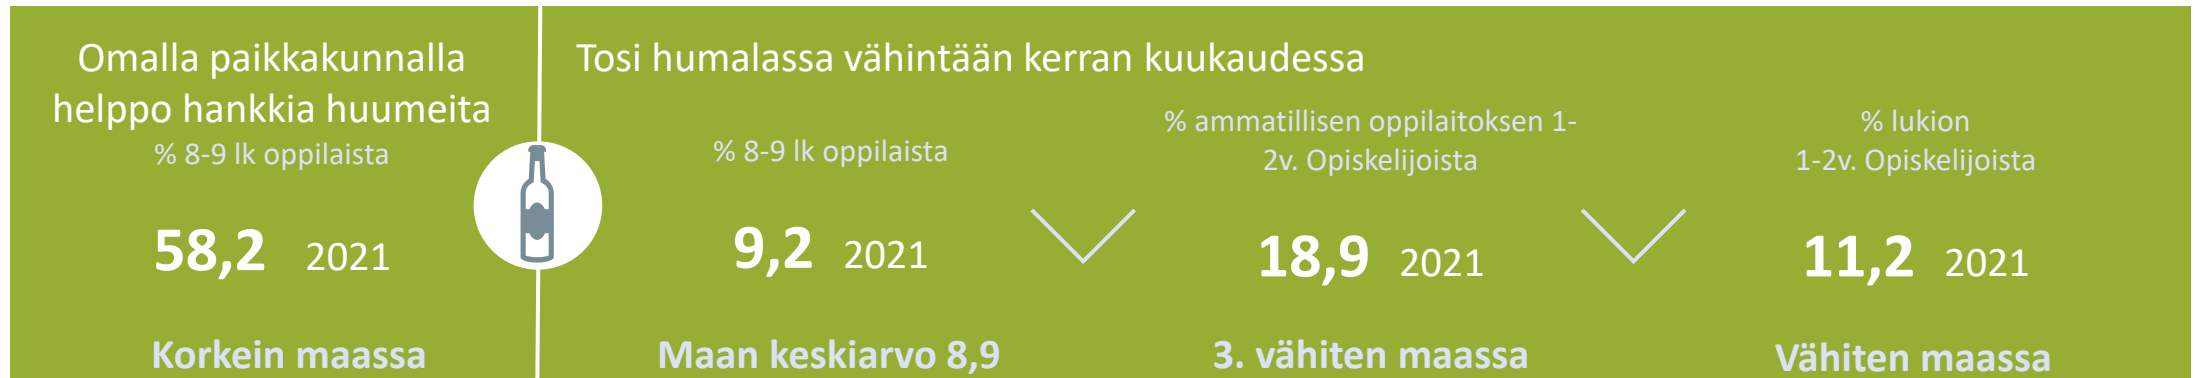 Omalla paikkakunnalla
helppo hankkia huumeita
% 8-9 lk oppilaista
58,2 2021
Korkein maassa
Tosi humalassa vähintään kerran kuukaudessa
% 8-9 lk oppilaista
9,2 2021
Maan keskiarvo 8,9
% ammatillisen oppilaitoksen 1-
2v. Opiskelijoista
18,9 2021
3. vähiten maassa
% lukion
1-2v. Opiskelijoista
11,2 2021
Vähiten maassa